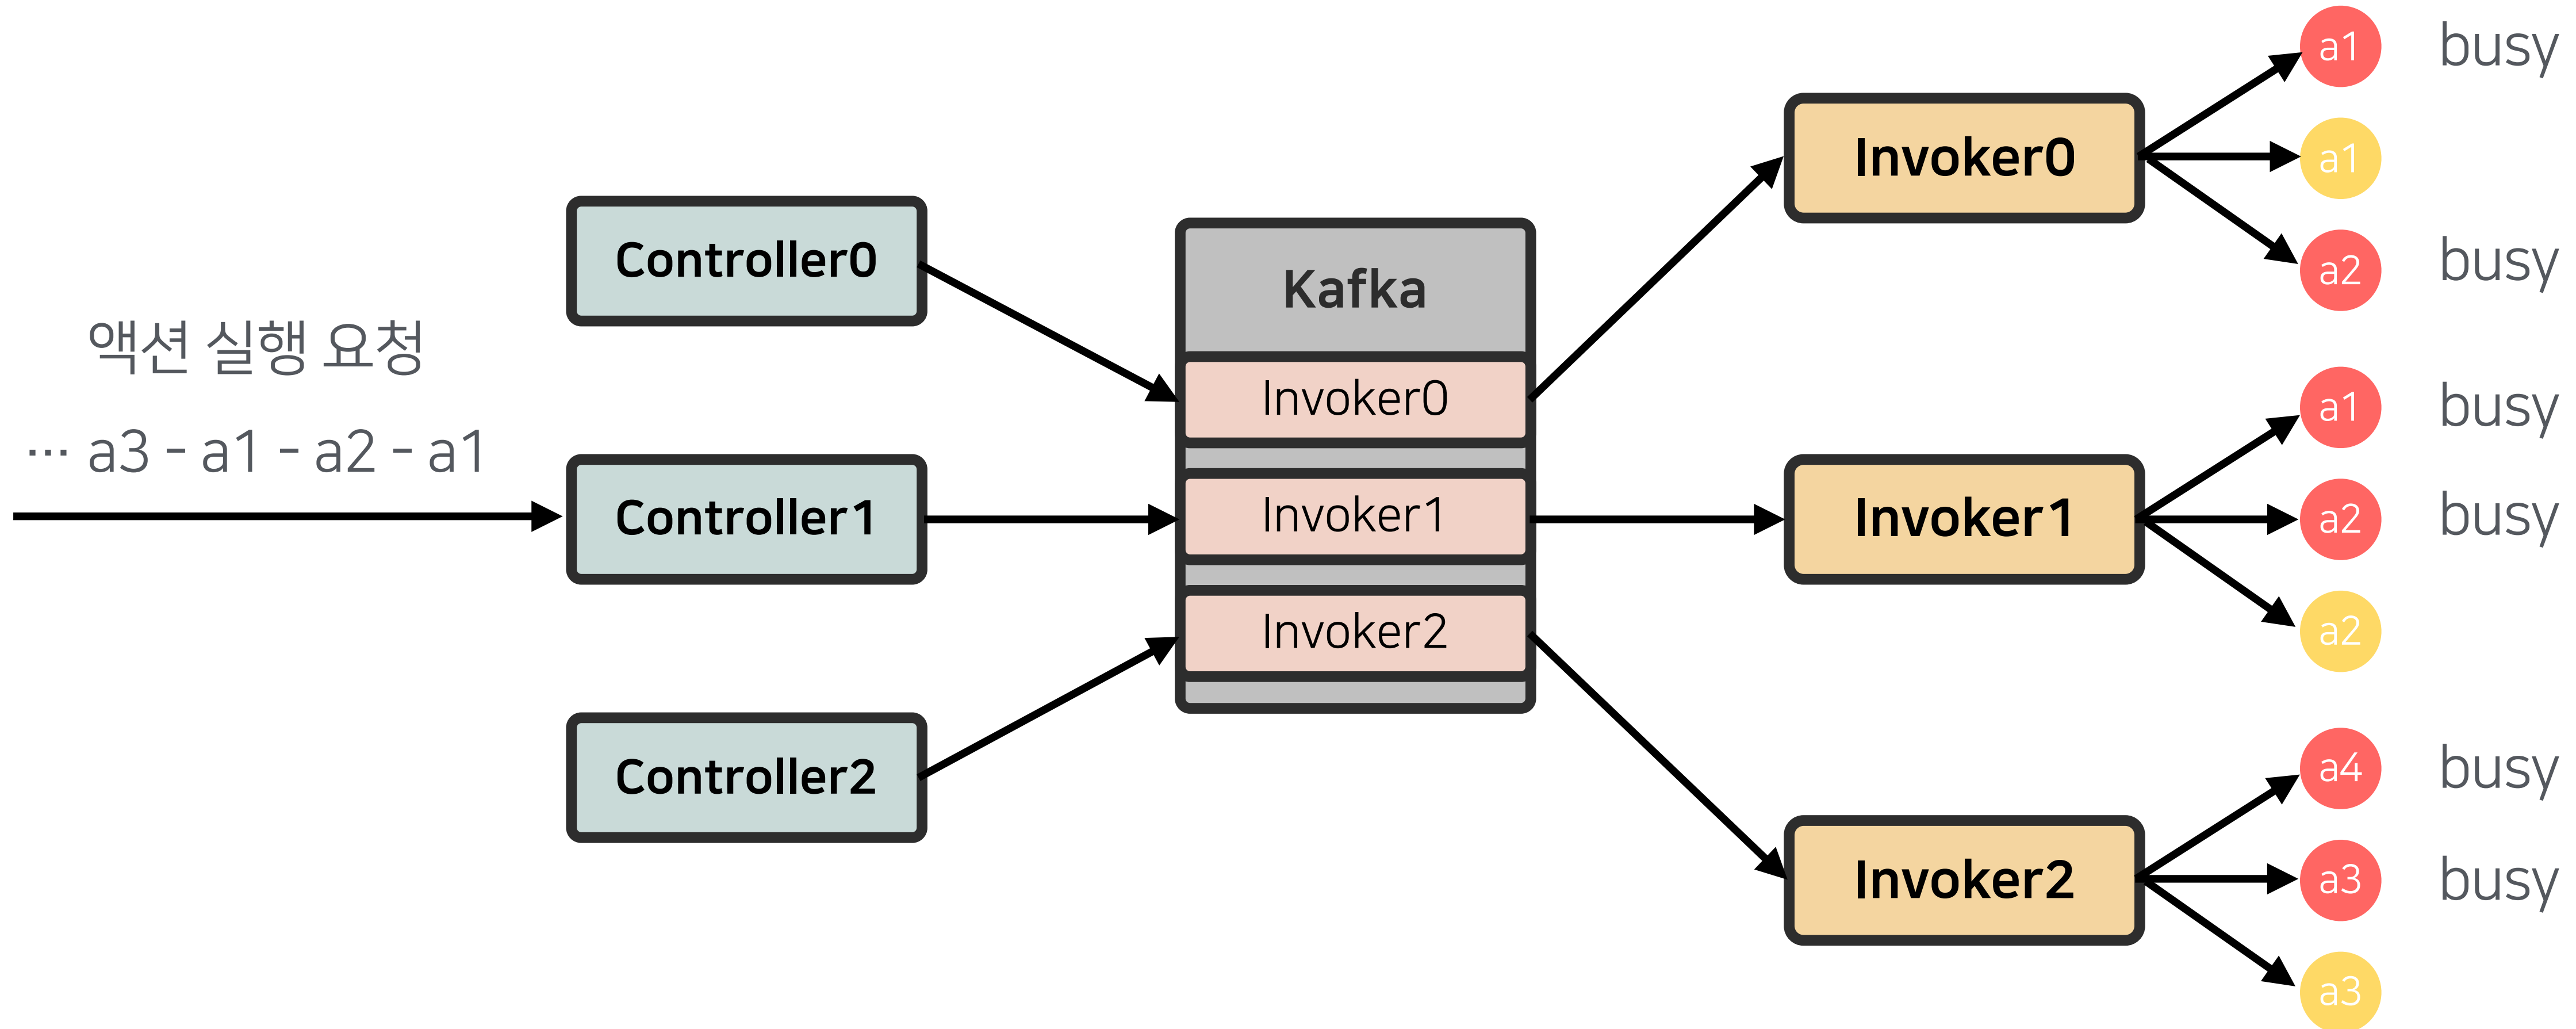 액션 실행 요청
··· a3 - a1 - a2 - a1
Controller0
Controller1
Controller2
Kafka
Invoker0
Invoker1
Invoker2
Invoker0
a1 busy
a1
a2 busy
Invoker1
a1 busy
a2 busy
a2
Invoker2
a4 busy
a3 busy
a3